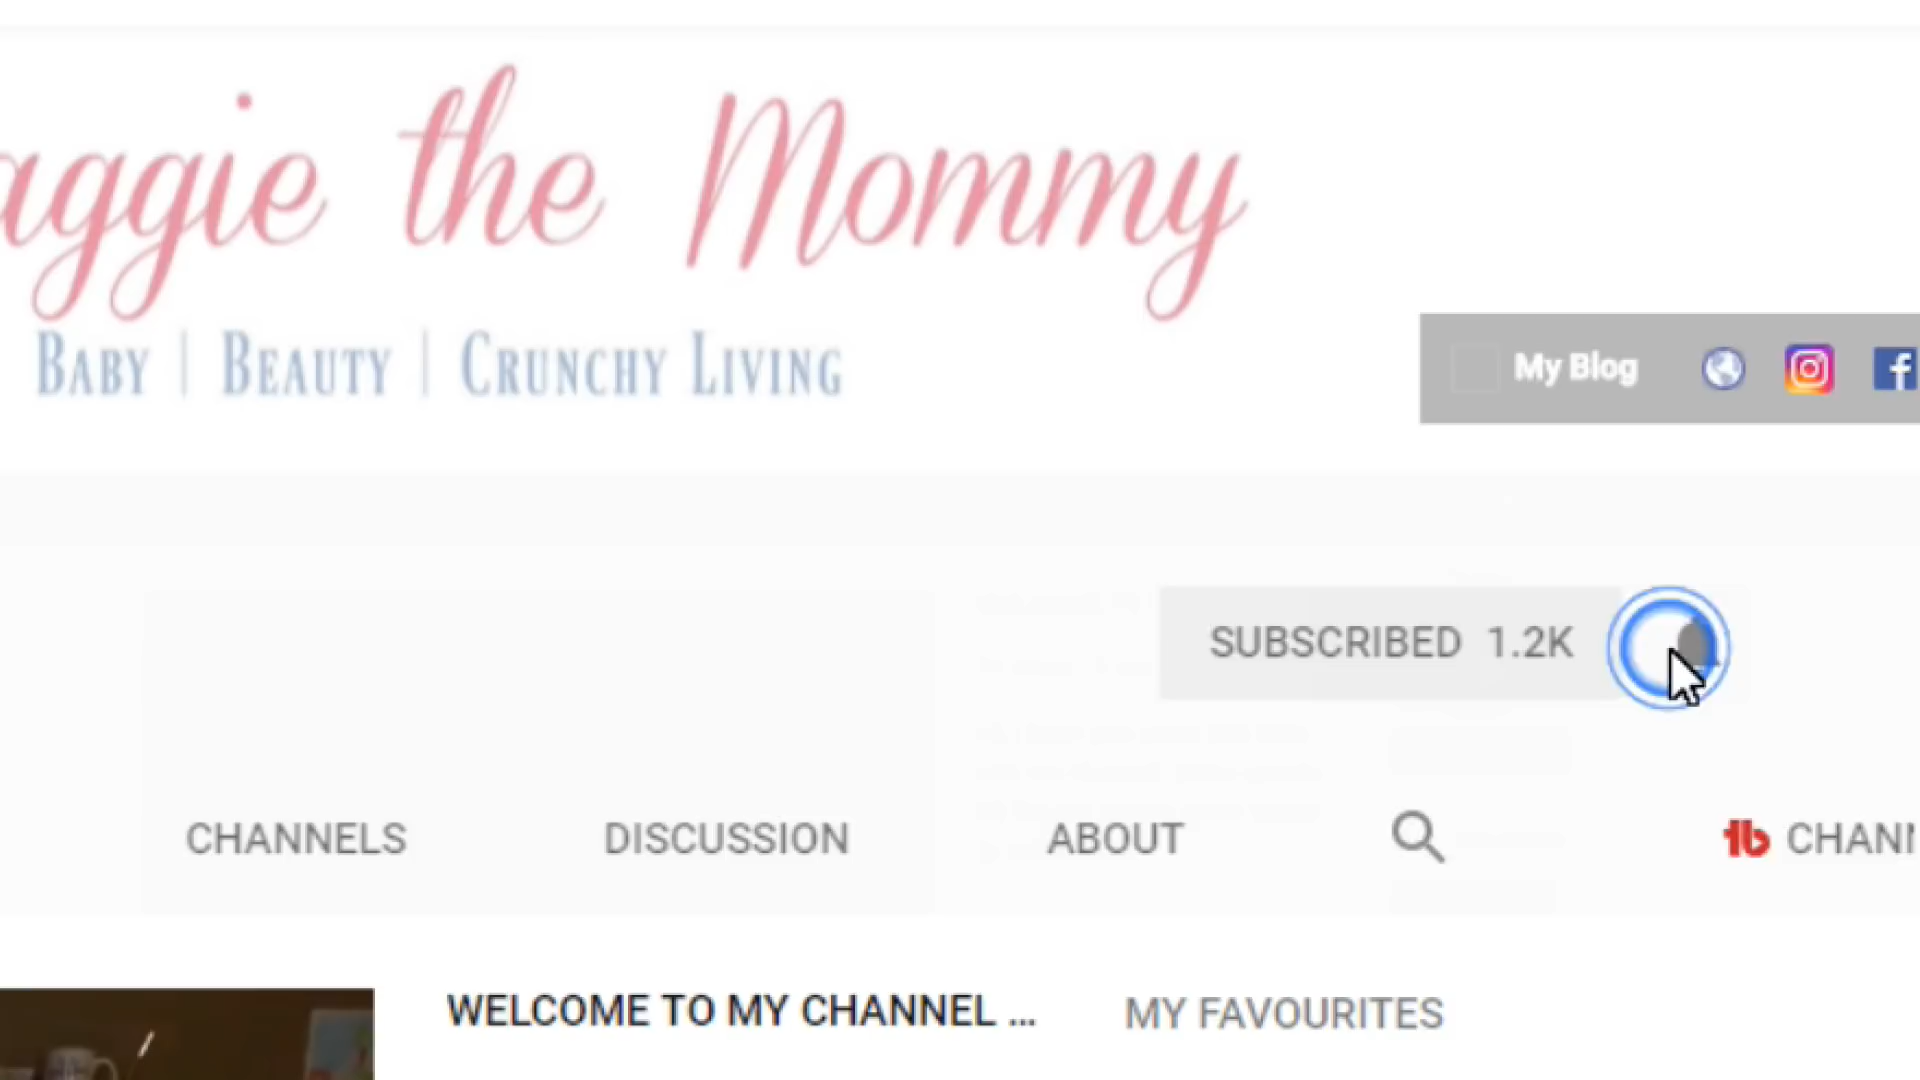 aggie the Mommy
BABY | BEAUTY | CRUNCHY LIVING
My Blog
SUBSCRIBED 1.2K
CHANNELS DISCUSSION ABOUT CHAN
WELCOME TO MY CHANNEL ... MY FAVOURITES